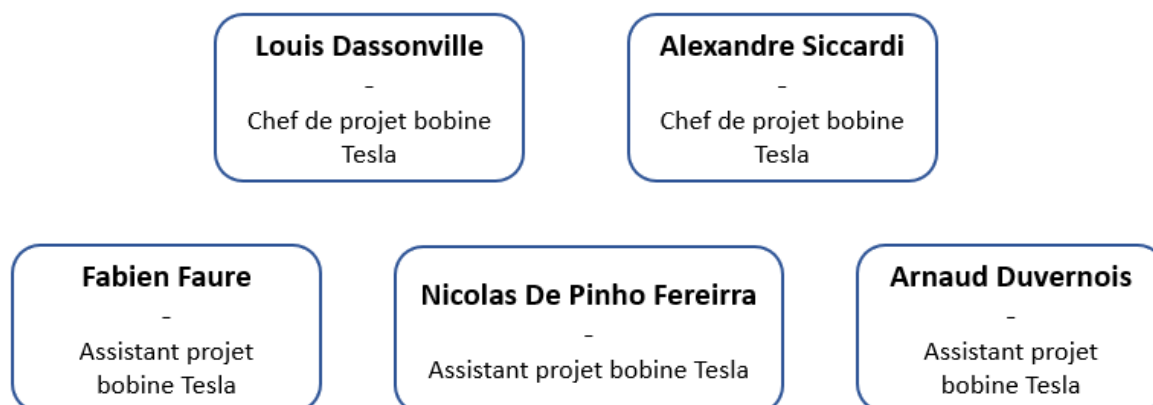 Louis Dassonville
-
Chef de projet bobine
Tesla
Alexandre Siccardi
-
Chef de projet bobine
Tesla
Fabien Faure
-
Assistant projet
bobine Tesla
Nicolas De Pinho Fereirra
-
Assistant projet bobine Tesla
Arnaud Duvernois
-
Assistant projet
bobine Tesla